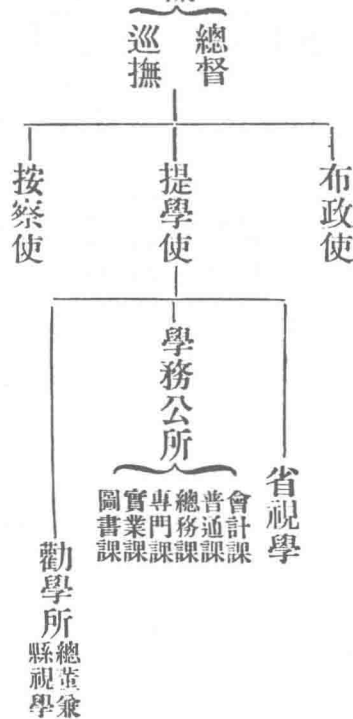 總督
巡撫
布政使
提學使
按察使
省視學
學務公所
會計課
普通課
總務課
專門課
實業課
圖書課
勸學所
總董兼
縣視學